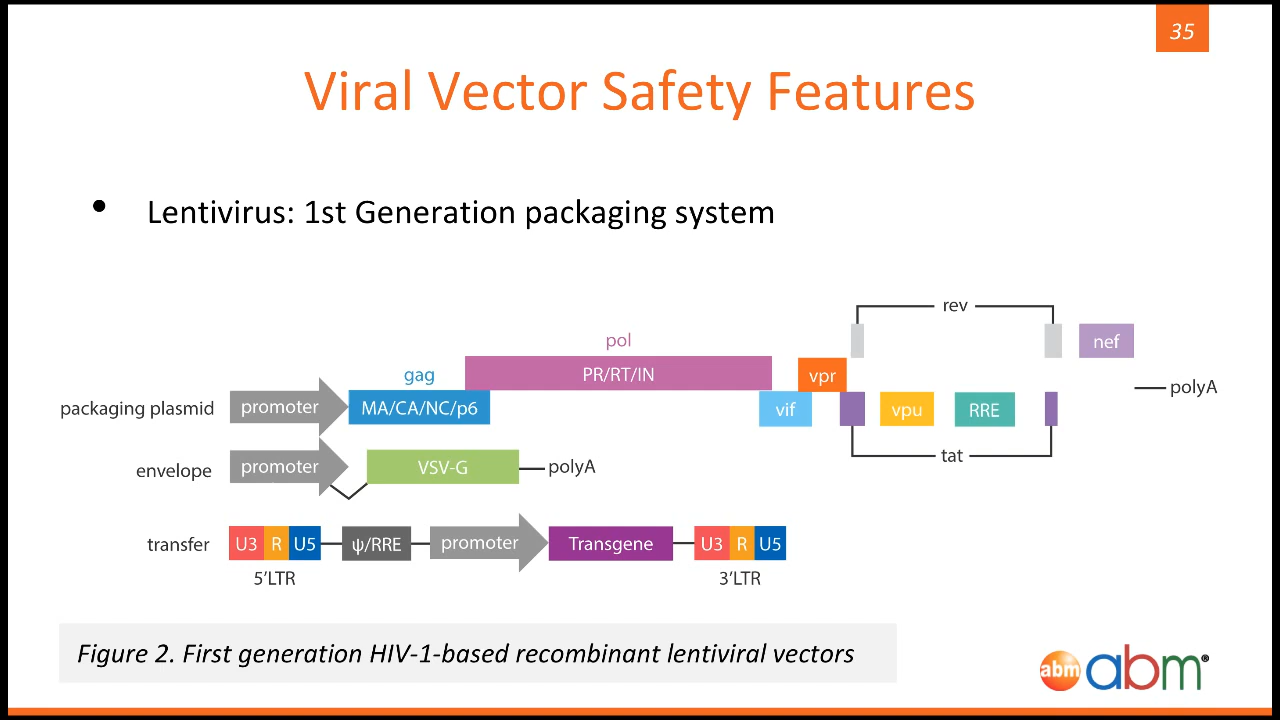 35
Viral Vector Safety Features
• Lentivirus: 1st Generation packaging system
rev
pol
nef
gag
PR/RT/IN
vpr
polyA
packaging plasmid promoter MA/CA/NC/p6 vif vpu RRE
tat
envelope promoter VSV-G polyA
transfer U3 R U5 ψ/RRE promoter Transgene U3 R U5
5'LTR 3'LTR
Figure 2. First generation HIV-1-based recombinant lentiviral vectors
abm abm®